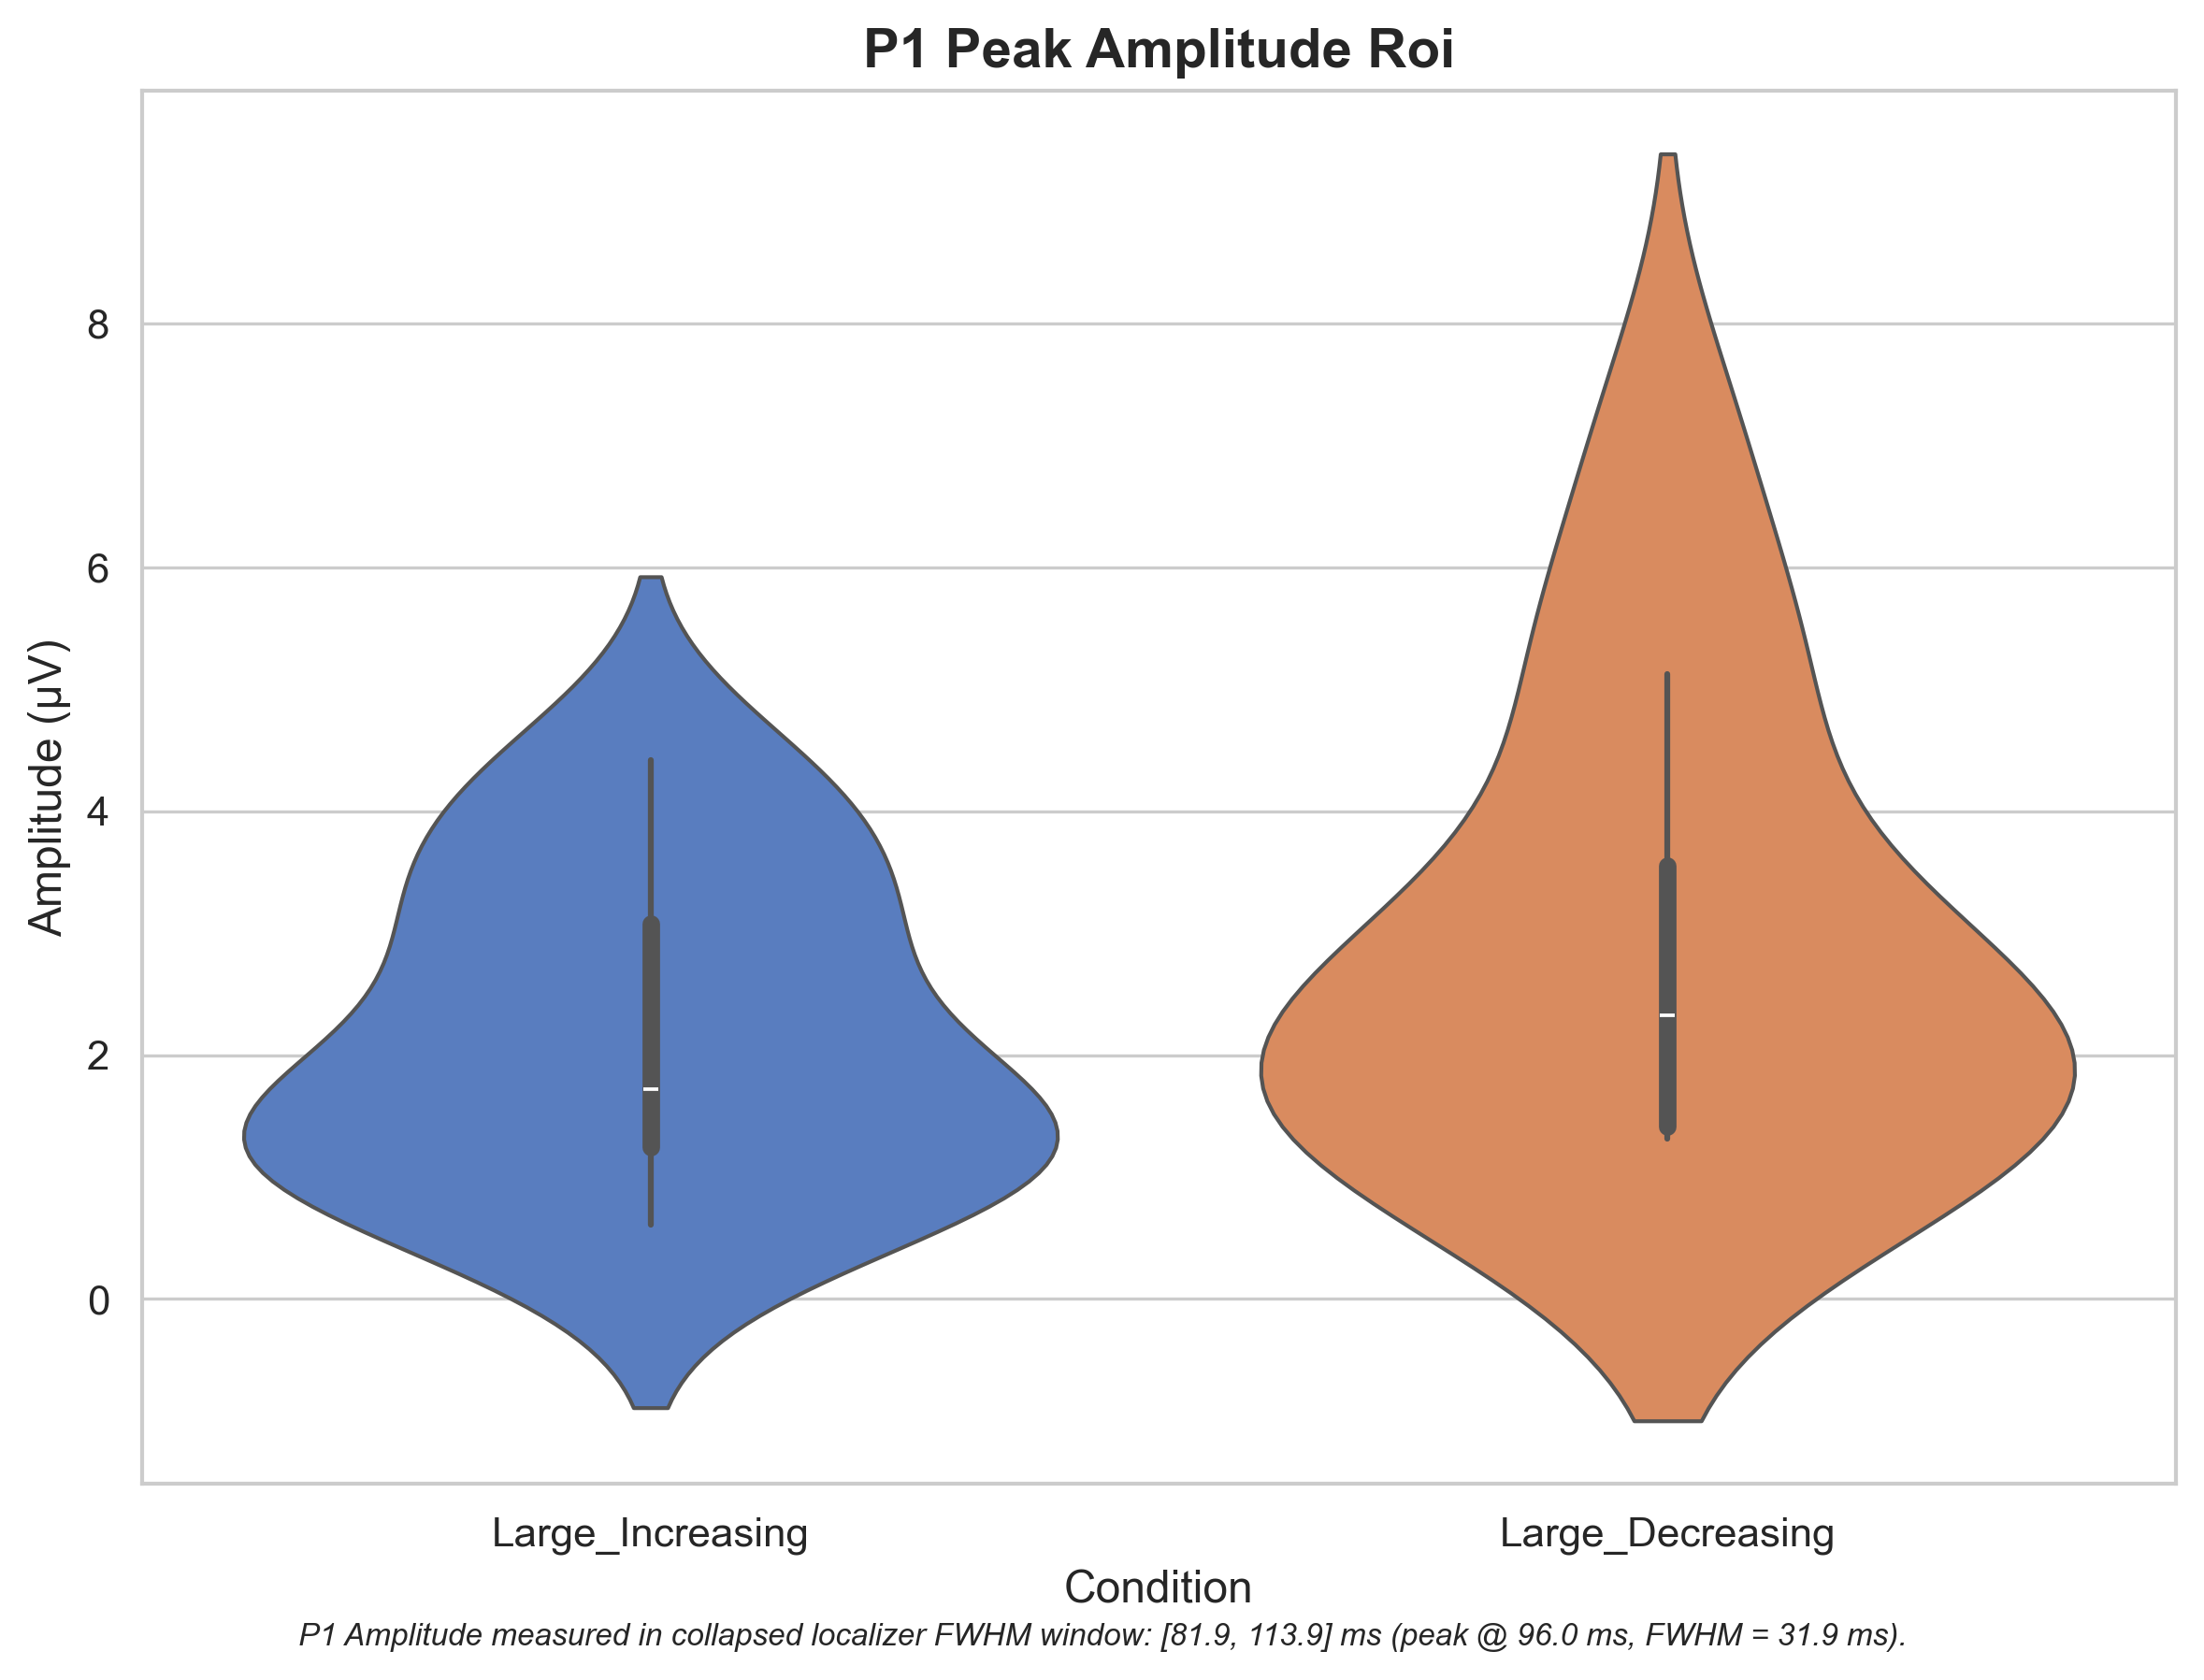 P1 Peak Amplitude Roi
Amplitude (µV)
8
6
4
2
0
Large_Increasing
Large_Decreasing
Condition
P1 Amplitude measured in collapsed localizer FWHM window: [81.9, 113.9] ms (peak @ 96.0 ms, FWHM = 31.9 ms).